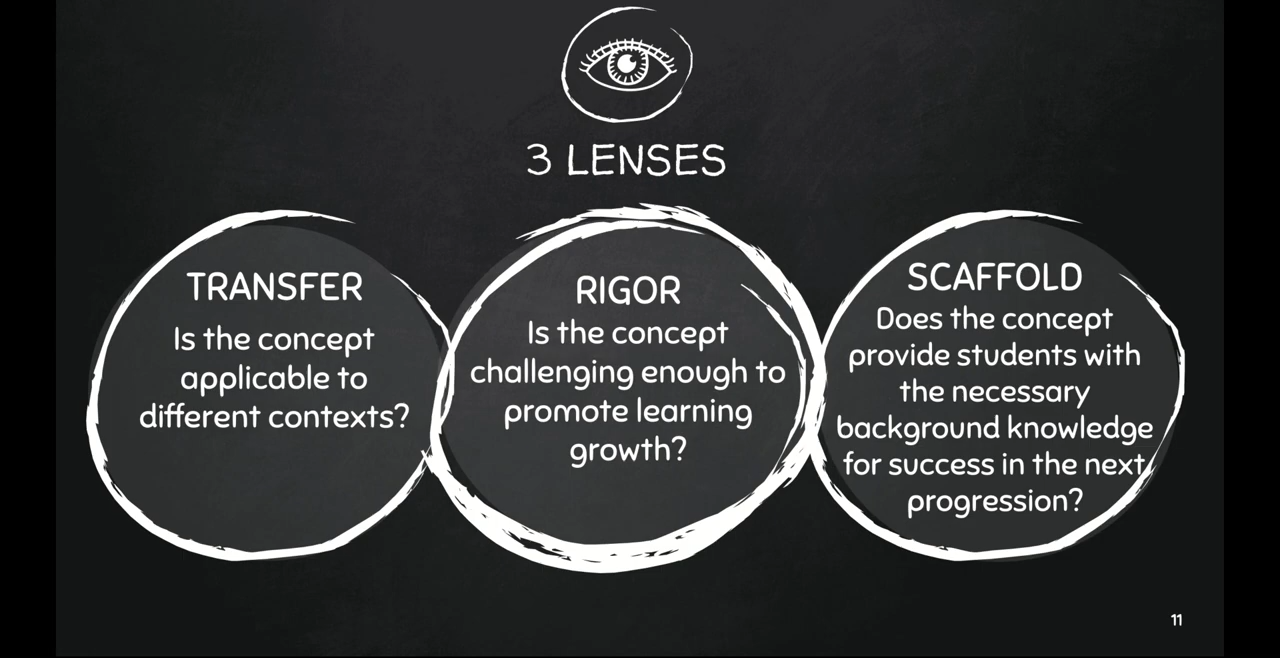 3 LENSES
TRANSFER
Is the concept
applicable to
different contexts?
RIGOR
Is the concept
challenging enough to
promote learning
growth?
SCAFFOLD
Does the concept
provide students with
the necessary
background knowledge
for success in the next
progression?
11